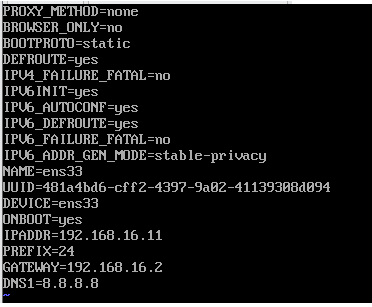 PROXY_METHOD=none
BROWSER_ONLY=no
BOOTPROTO=static
DEFROUTE=yes
IPV4_FAILURE_FATAL=no
IPV6INIT=yes
IPV6_AUTOCONF=yes
IPV6_DEFROUTE=yes
IPV6_FAILURE_FATAL=no
IPV6_ADDR_GEN_MODE=stable-privacy
NAME=ens33
UUID=481a4bd6-cff2-4397-9a02-41139308d094
DEVICE=ens33
ONBOOT=yes
IPADDR=192.168.16.11
PREFIX=24
GATEWAY=192.168.16.2
DNS1=8.8.8.8
~